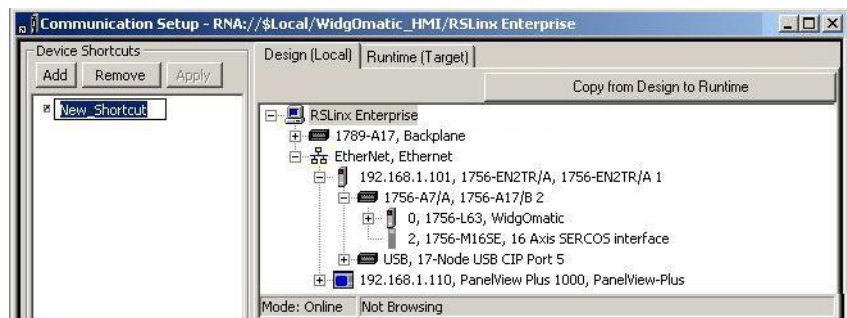 Communication Setup - RNA://$Local/WidgOmatic_HMI/RSLinx Enterprise
Device Shortcuts
Add Remove Apply
New_Shortcut
Design (Local) Runtime (Target)
Copy from Design to Runtime
RSLinx Enterprise
1789-A17, Backplane
EtherNet, Ethernet
192.168.1.101, 1756-EN2TR/A, 1756-EN2TR/A 1
1756-A7/A, 1756-A17/B 2
0, 1756-L63, WidgOmatic
2, 1756-M16SE, 16 Axis SERCOS interface
USB, 17-Node USB CIP Port 5
192.168.1.110, PanelView Plus 1000, PanelView-Plus
Mode: Online Not Browsing